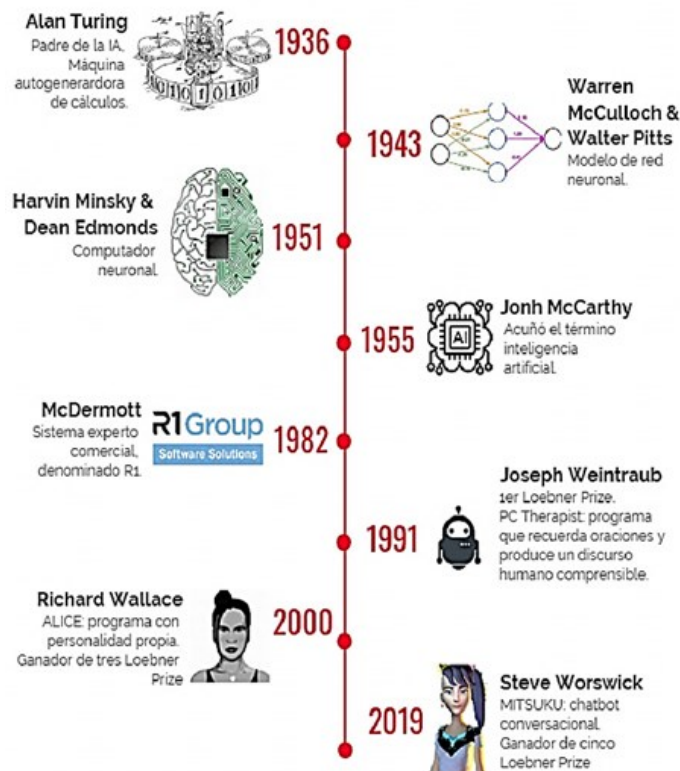 Alan Turing
Padre de la IA.
Máquina
autogenerardora
de cálculos.
1936
Warren
McCulloch &
Walter Pitts
Modelo de red
neuronal.
1943
Harvin Minsky &
Dean Edmonds
Computador
neuronal.
1951
AI
Jonh McCarthy
Acuñó el término
inteligencia
artificial.
1955
McDermott
Sistema experto
comercial,
denominado R1.
R1 Group
Software Solutions
1982
Joseph Weintraub
1er Loebner Prize.
PC Therapist: programa
que recuerda oraciones y
produce un discurso
humano comprensible.
1991
Richard Wallace
ALICE: programa con
personalidad propia.
Ganador de tres Loebner
Prize
2000
Steve Worswick
MITSUKU: chatbot
conversacional.
Ganador de cinco
Loebner Prize
2019